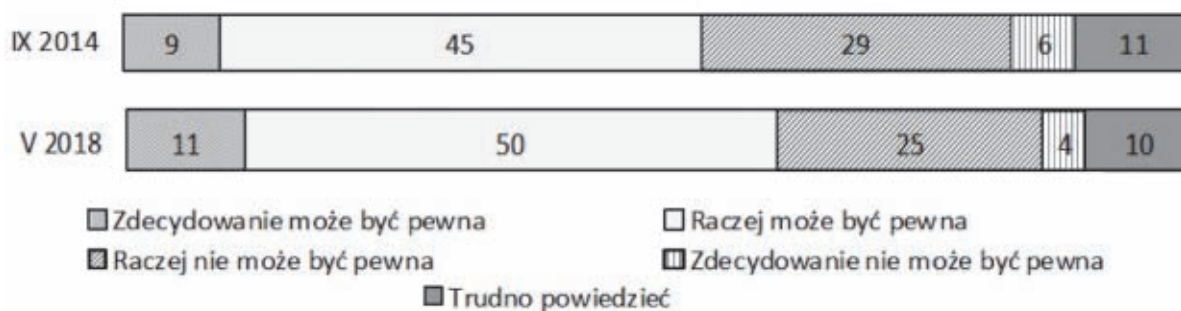 IX 2014 9 45 29 6 11
V 2018 11 50 25 4 10
Zdecydowanie może być pewna Raczej może być pewna
Raczej nie może być pewna Zdecydowanie nie może być pewna
Trudno powiedzieć